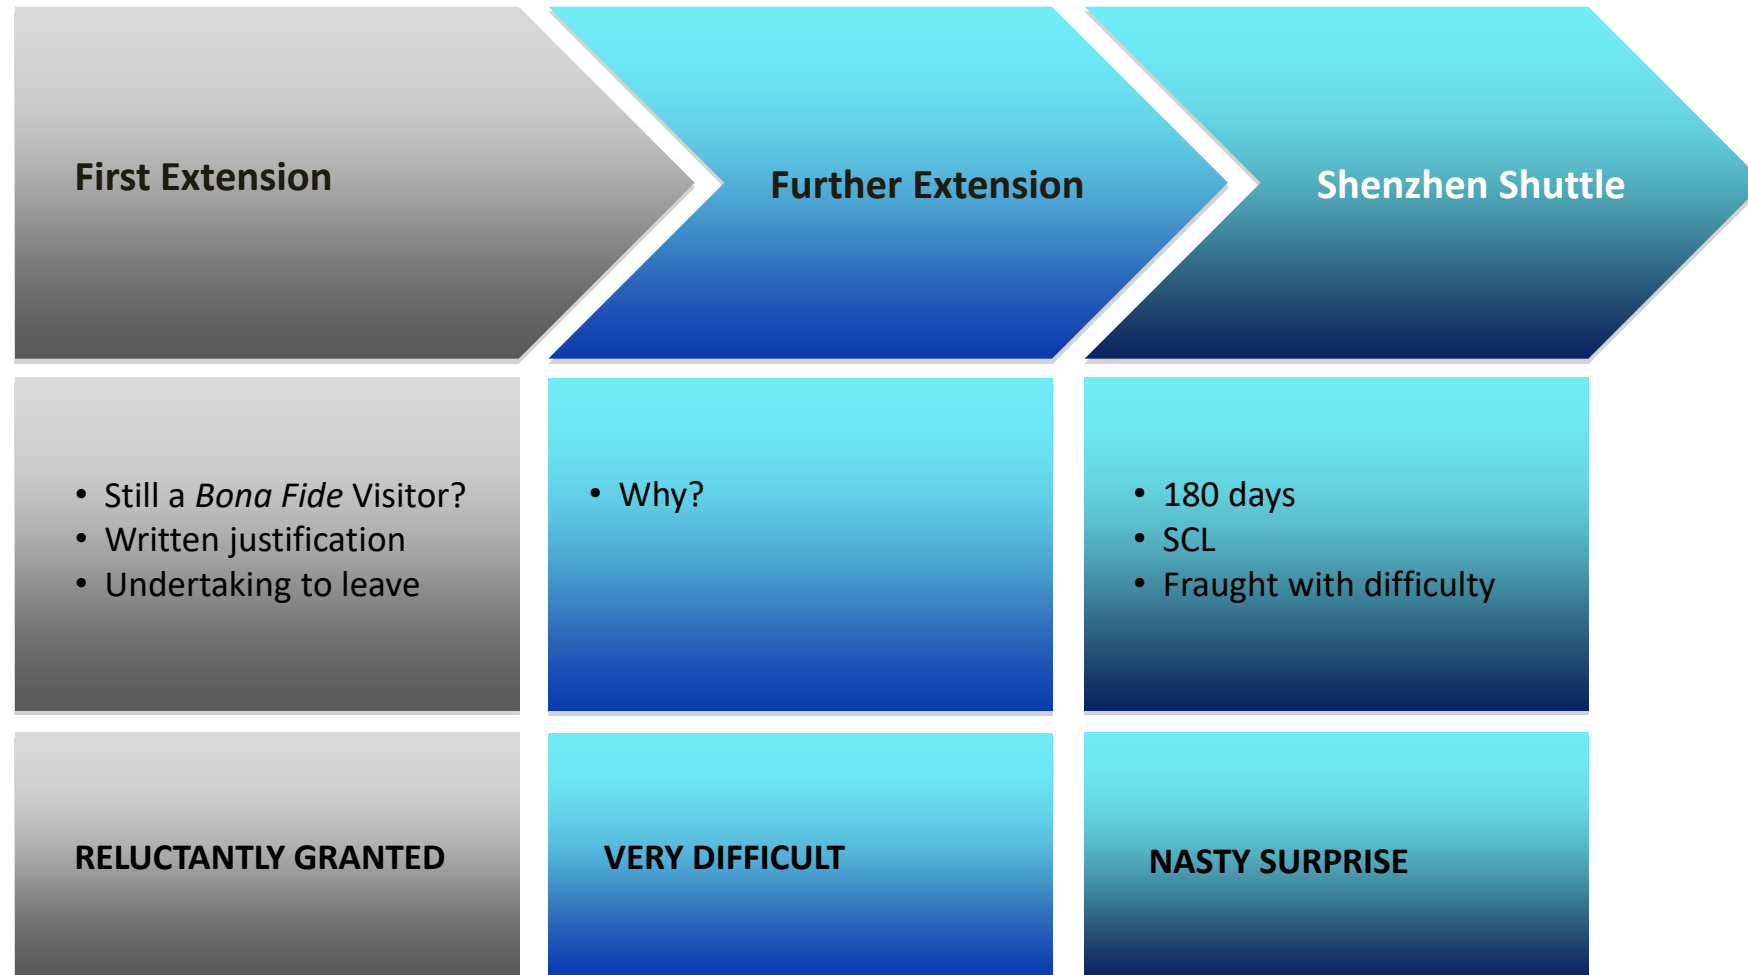 First Extension
Further Extension
Shenzhen Shuttle
• Still a Bona Fide Visitor?
• Written justification
• Undertaking to leave
• Why?
• 180 days
• SCL
• Fraught with difficulty
RELUCTANTLY GRANTED
VERY DIFFICULT
NASTY SURPRISE